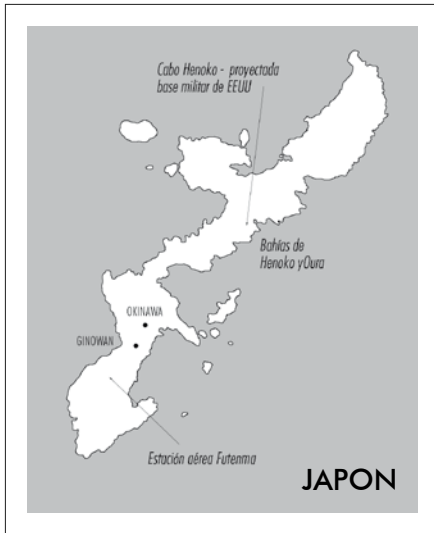 Cabo Henoko - proyectada
base militar de EEUU
Bahías de
Henoko yOura
OKINAWA
GINOWAN
Estación aérea Futenma
JAPON